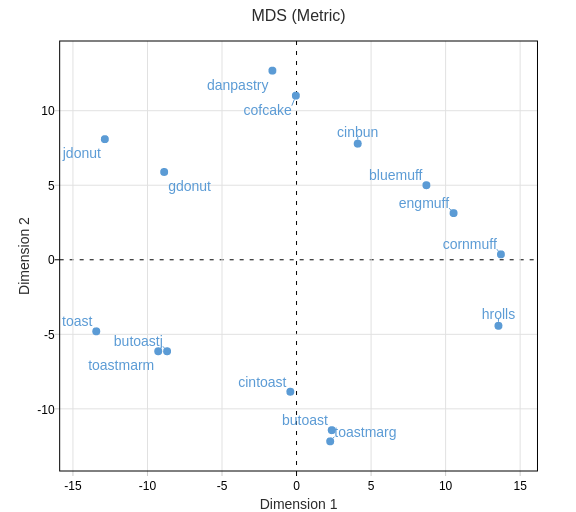 MDS (Metric)
danpastry
cofcake
cinbun
jdonut
gdonut
bluemuff
engmuff
cornmuff
hrolls
toast
butoastj
toastmarm
cintoast
butoast
toastmarg
10
5
0
-5
-10
Dimension 2
-15
-10
-5
0
5
10
15
Dimension 1